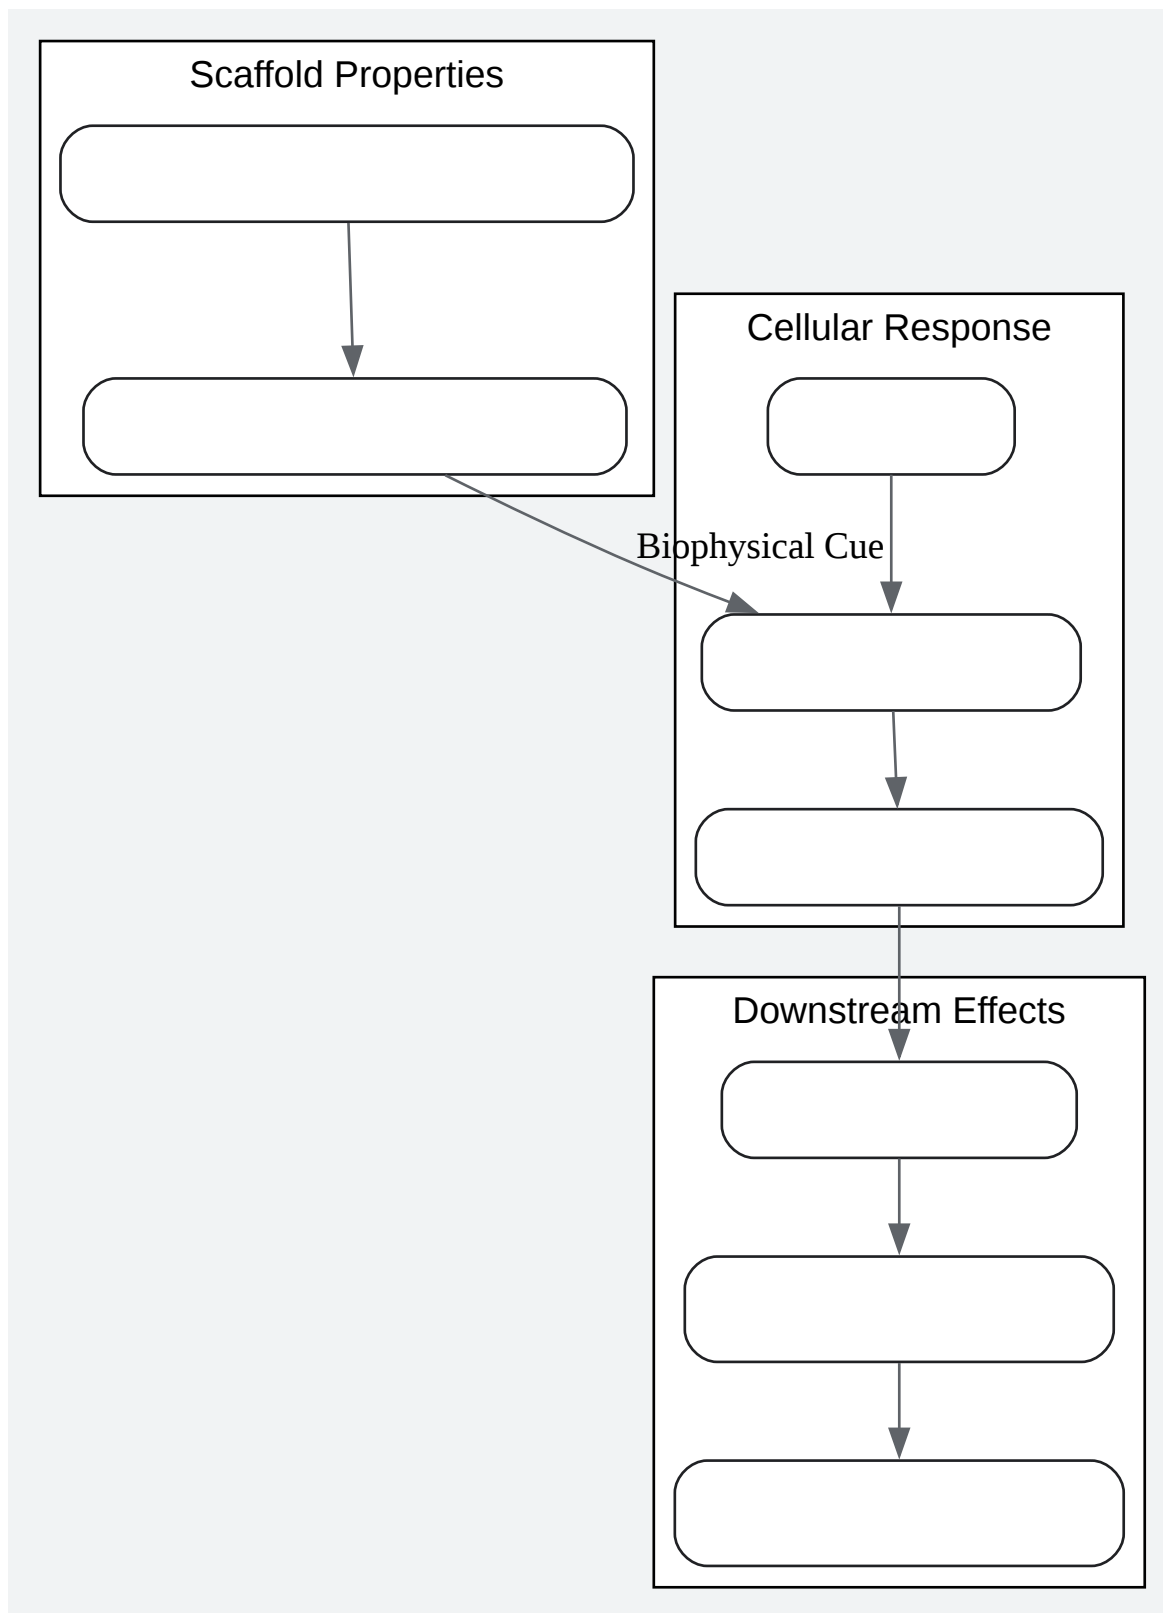 Scaffold Properties
Cellular Response
Biophysical Cue
Downstream Effects